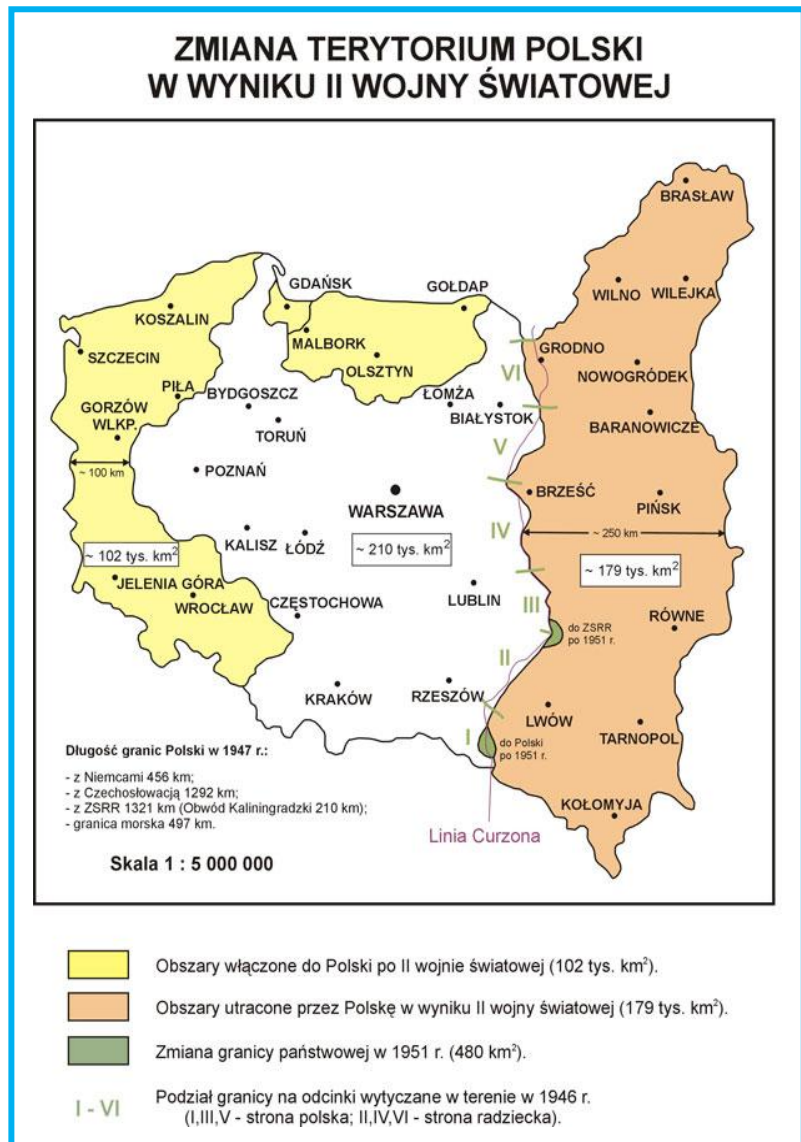 ZMIANA TERYTORIUM POLSKI
W WYNIKU II WOJNY ŚWIATOWEJ
BRASŁAW
GDAŃSK
GOŁDAP
WILNO
WILEJKA
KOSZALIN
MALBORK
SZCZECIN
OLSZTYN
GRODNO
VI
NOWOGRÓDEK
PIŁA
BYDGOSZCZ
ŁOMŻA
GORZÓW
WLKP.
TORUŃ
BIAŁYSTOK
BARANOWICZE
V
~ 100 km
POZNAŃ
WARSZAWA
BRZEŚĆ
PIŃSK
IV
~ 250 km
KALISZ
ŁÓDŹ
~ 102 tys. km²
~ 210 tys. km²
~ 179 tys. km²
JELENIA GÓRA
WROCŁAW
CZĘSTOCHOWA
LUBLIN
III
RÓWNE
do ZSRR
po 1951 r.
II
KRAKÓW
RZESZÓW
LWÓW
TARNOPOL
I
do Polski
po 1951 r.
Długość granic Polski w 1947 r.:
- z Niemcami 456 km;
- z Czechosłowacją 1292 km;
- z ZSRR 1321 km (Obwód Kaliningradzki 210 km);
- granica morska 497 km.
KOŁOMYJA
Linia Curzona
Skala 1 : 5 000 000
Obszary włączone do Polski po II wojnie światowej (102 tys. km²).
Obszary utracone przez Polskę w wyniku II wojny światowej (179 tys. km²).
Zmiana granicy państwowej w 1951 r. (480 km²).
I - VI
Podział granicy na odcinki wytyczane w terenie w 1946 r.
(I,III,V - strona polska; II,IV,VI - strona radziecka).